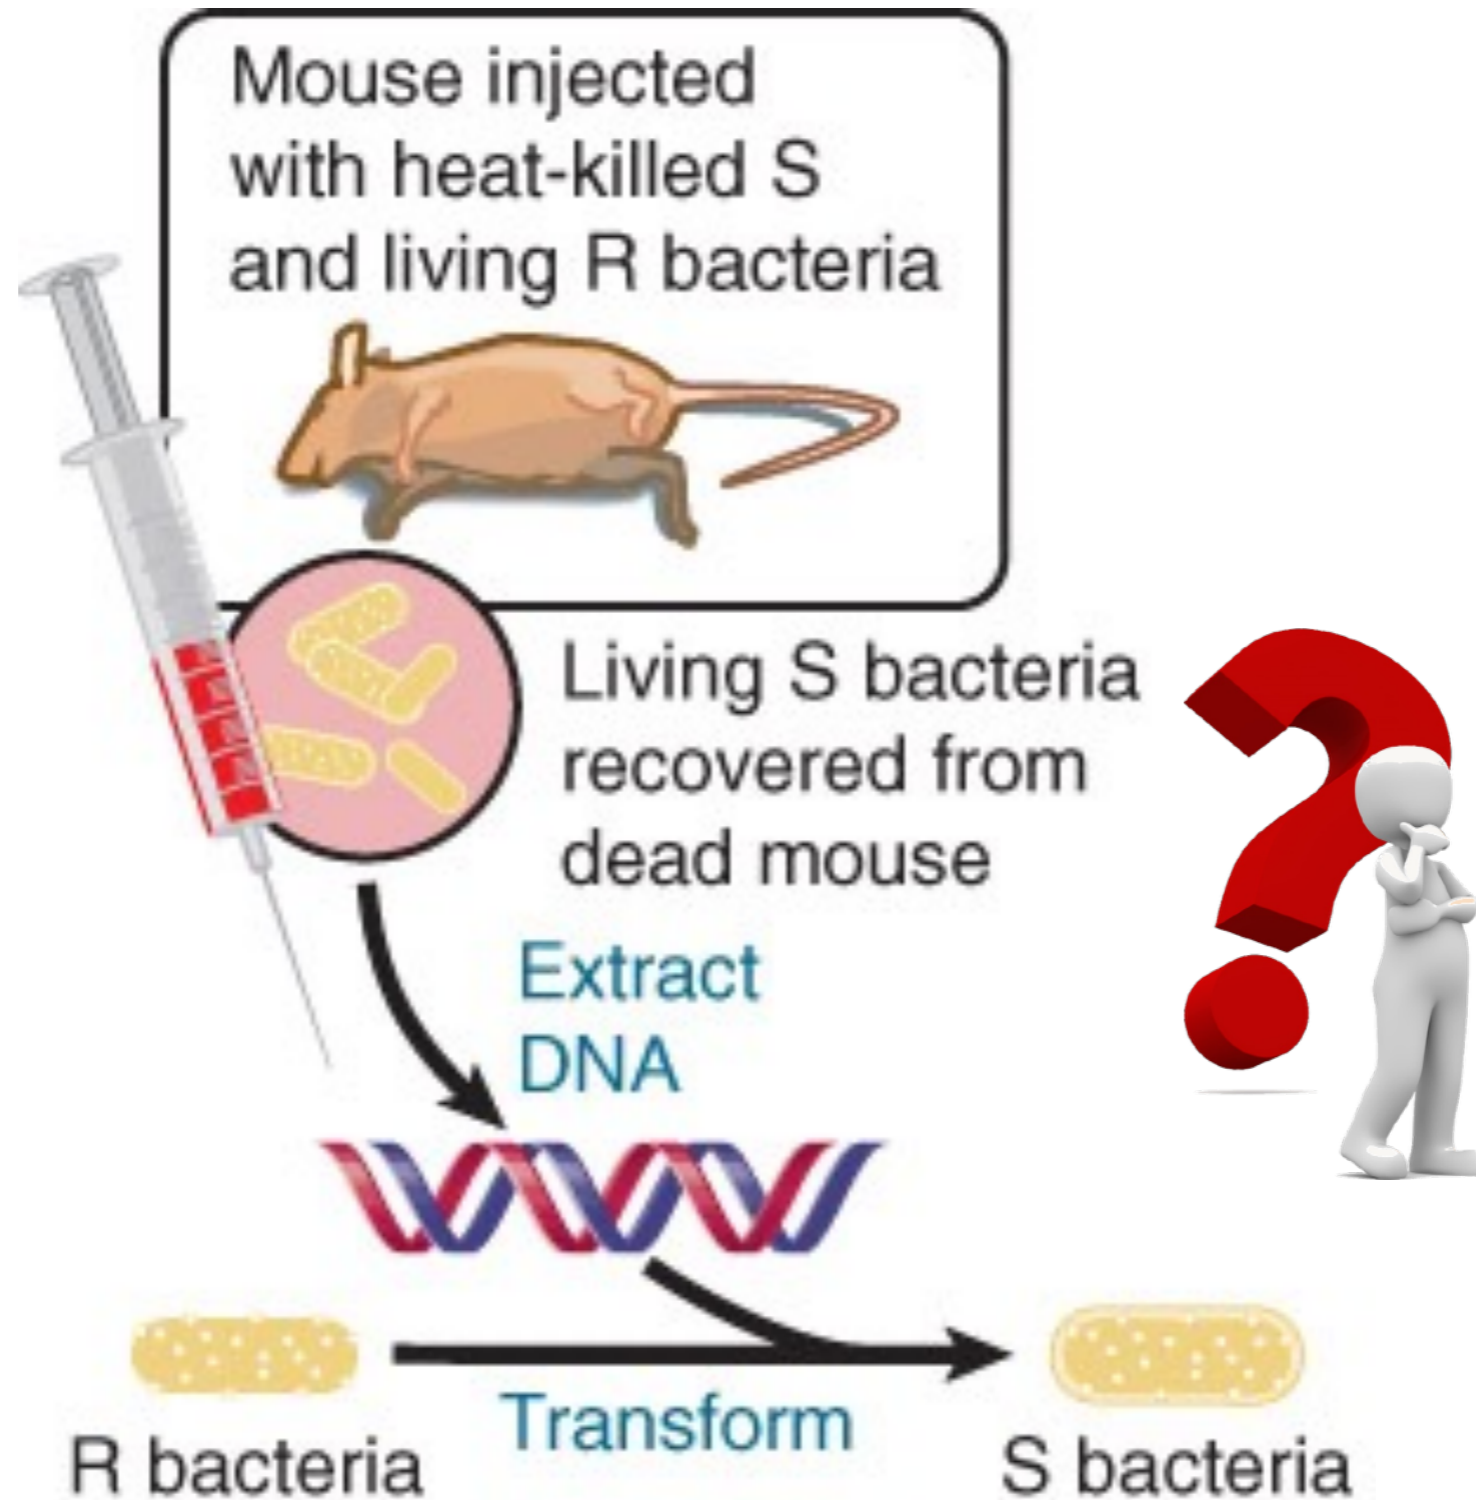 Mouse injected
with heat-killed S
and living R bacteria
Living S bacteria
recovered from
dead mouse
Extract
DNA
Transform
R bacteria
S bacteria